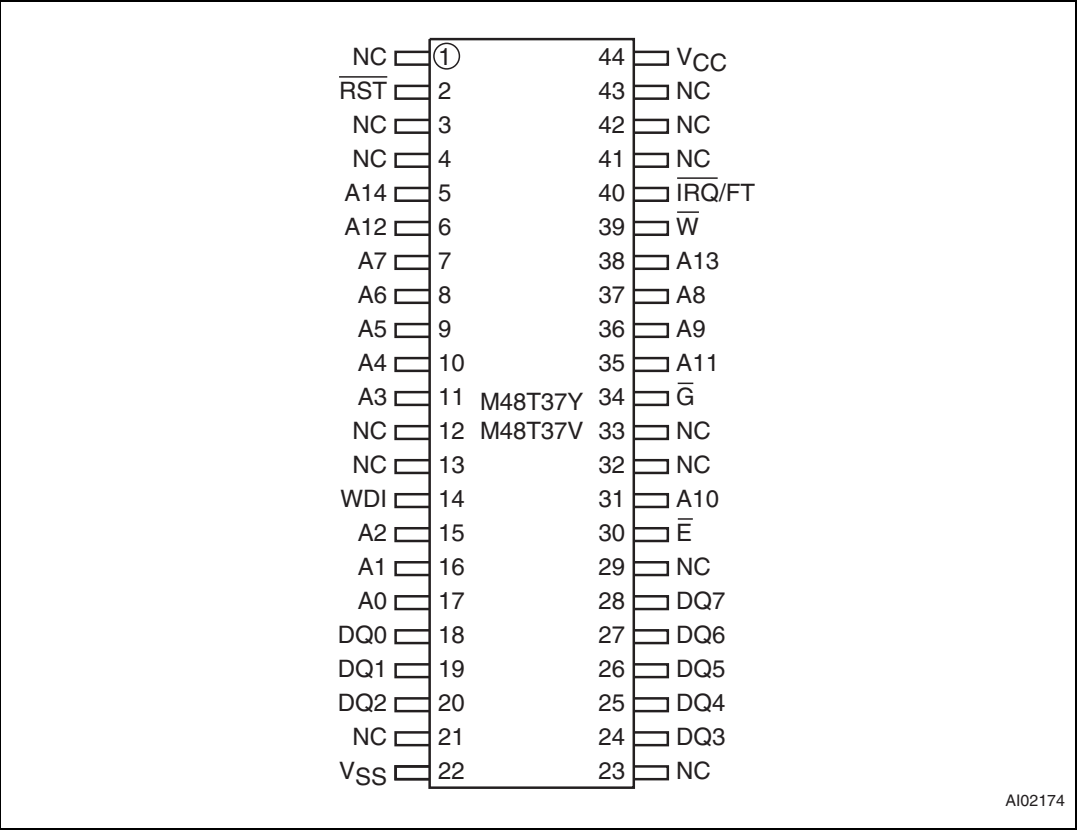 NC 1 44 VCC
R̅S̅T̅ 2 43 NC
NC 3 42 NC
NC 4 41 NC
A14 5 40 I̅R̅Q̅/FT
A12 6 39 W̅
A7 7 38 A13
A6 8 37 A8
A5 9 36 A9
A4 10 35 A11
A3 11 M48T37Y 34 G̅
NC 12 M48T37V 33 NC
NC 13 32 NC
WDI 14 31 A10
A2 15 30 E̅
A1 16 29 NC
A0 17 28 DQ7
DQ0 18 27 DQ6
DQ1 19 26 DQ5
DQ2 20 25 DQ4
NC 21 24 DQ3
VSS 22 23 NC
AI02174